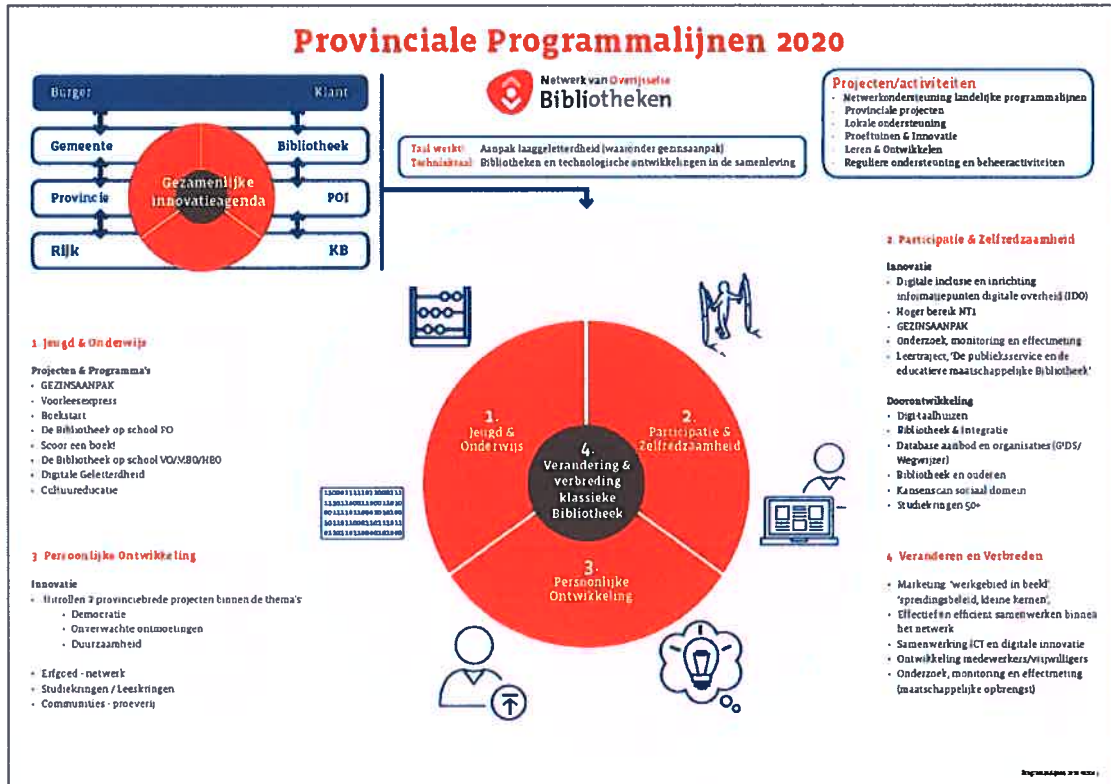 Provinciale Programmalijnen 2020
Burger
Klant
Gemeente
Bibliotheek
Provincie
POI
Rijk
KB
Gezamenlijke
innovatieagenda
Netwerk van Overijsselse
Bibliotheken
Taal werkt: Aanpak laaggeletterdheid (waaronder gezinsaanpak)
Techniektaal: Bibliotheken en technologische ontwikkelingen in de samenleving
Projecten/activiteiten
- Netwerkondersteuning landelijke programmalijnen
- Provinciale projecten
- Lokale ondersteuning
- Proeftuinen & Innovatie
- Leren & Ontwikkelen
- Reguliere ondersteuning en beheeractiviteiten
1 Jeugd & Onderwijs
Projecten & Programma's
• GEZINSAANPAK
• Voorleesexpress
• Boekstart
• De Bibliotheek op school PO
• Scoor een boek!
• De Bibliotheek op school VO/MBO/HBO
• Digitale Geletterdheid
• Cultuureducatie
2 Participatie & Zelfredzaamheid
Innovatie
• Digitale inclusie en inrichting
informatiepunten digitale overheid (IDO)
• Hoger bereik NT1
• GEZINSAANPAK
• Onderzoek, monitoring en effectmeting
• Leertraject, 'De publieksservice en de
educatieve maatschappelijke Bibliotheek'
Doorontwikkeling
• Digi-taalhuizen
• Bibliotheek & Integratie
• Database aanbod en organisaties (G!DS/
Wegwijzer)
• Bibliotheek en ouderen
• Kansenscan sociaal domein
• Studiekringen 50+
1.
Jeugd &
Onderwijs
2.
Participatie &
Zelfredzaamheid
4.
Verandering &
verbreding
klassieke
Bibliotheek
3.
Persoonlijke
Ontwikkeling
3 Persoonlijke Ontwikkeling
Innovatie
• Uitrollen 3 provinciebrede projecten binnen de thema's
• Democratie
• Onverwachte ontmoetingen
• Duurzaamheid
• Erfgoed - netwerk
• Studiekringen / Leeskringen
• Communities - proeverij
4 Veranderen en Verbreden
• Marketing 'werkgebied in beeld'
'spreidingsbeleid, kleine kernen',
• Effectief en efficient samenwerken binnen
het netwerk
• Samenwerking ICT en digitale innovatie
• Ontwikkeling medewerkers/vrijwilligers
• Onderzoek, monitoring en effectmeting
(maatschappelijke opbrengst)